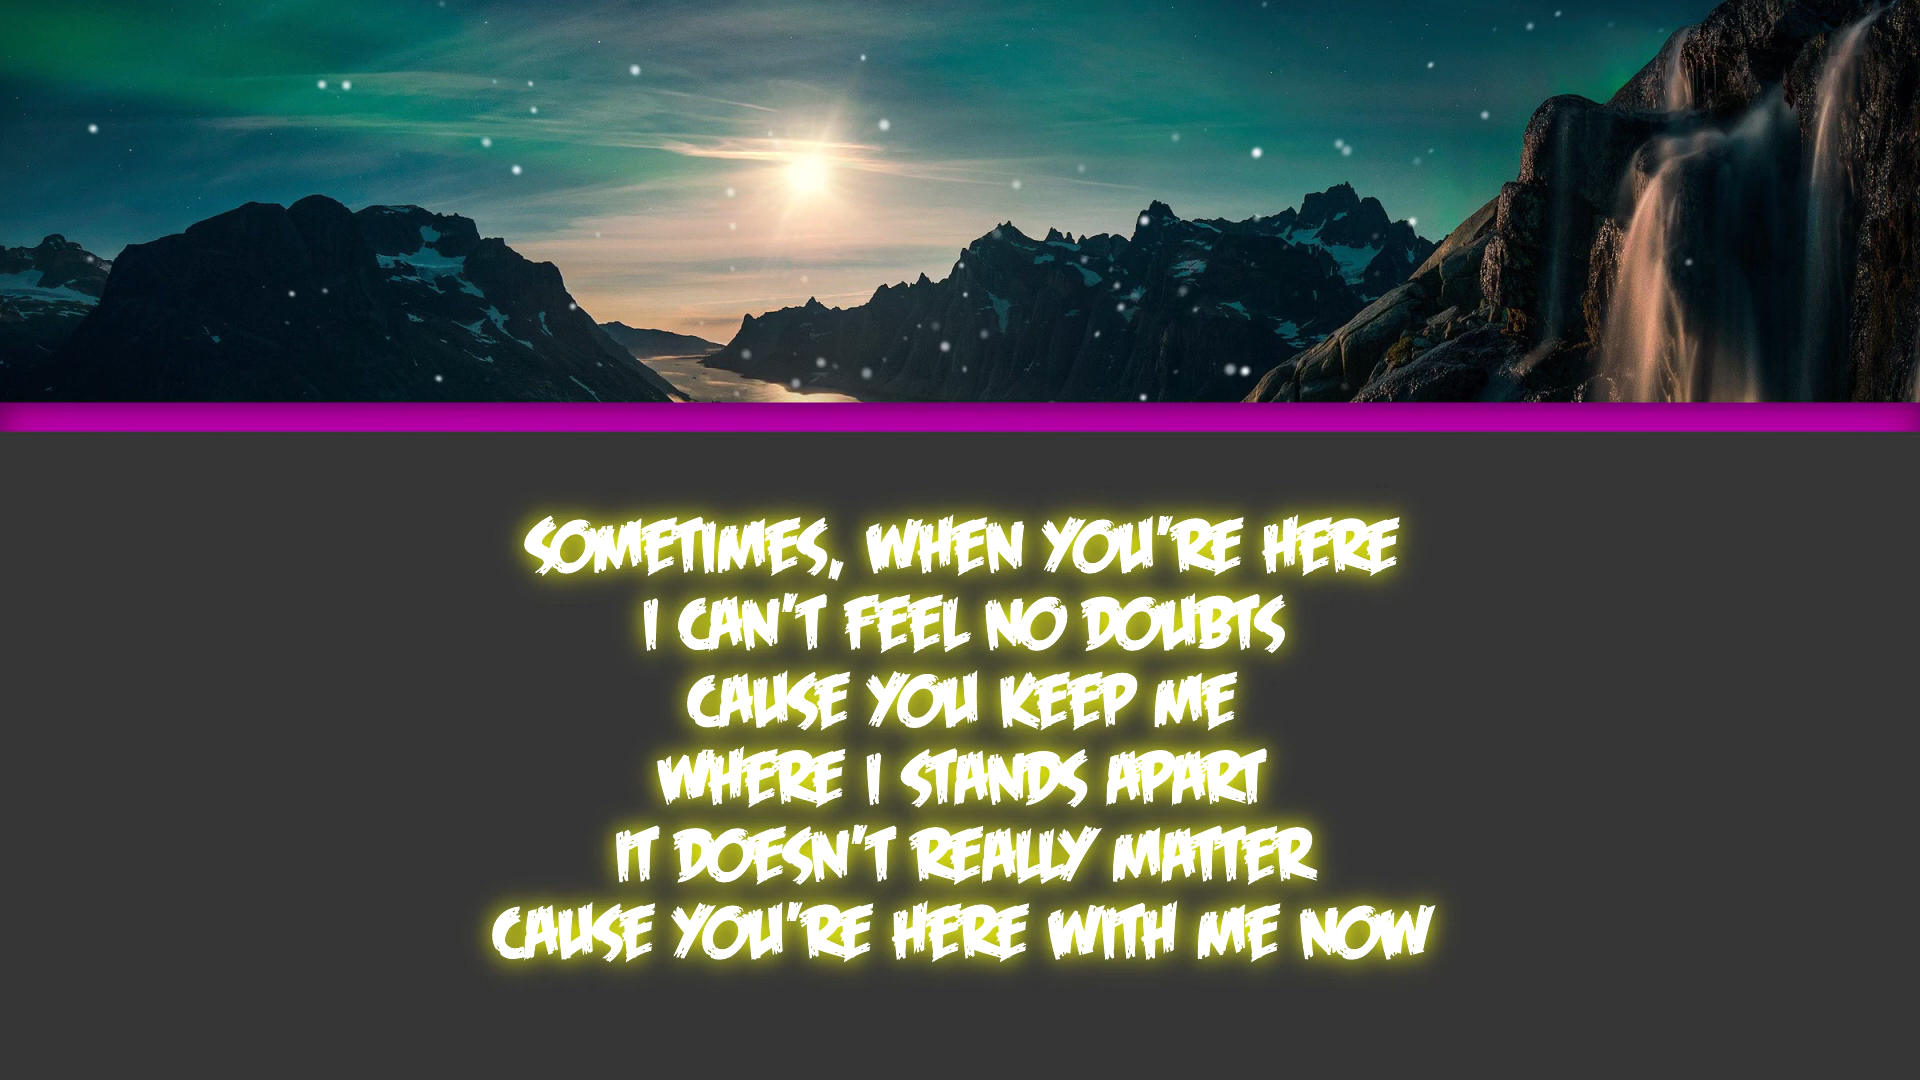 SOMETIMES, WHEN YOU'RE HERE
I CAN'T FEEL NO DOUBTS
CAUSE YOU KEEP ME
WHERE I STANDS APART
IT DOESN'T REALLY MATTER
CAUSE YOU'RE HERE WITH ME NOW